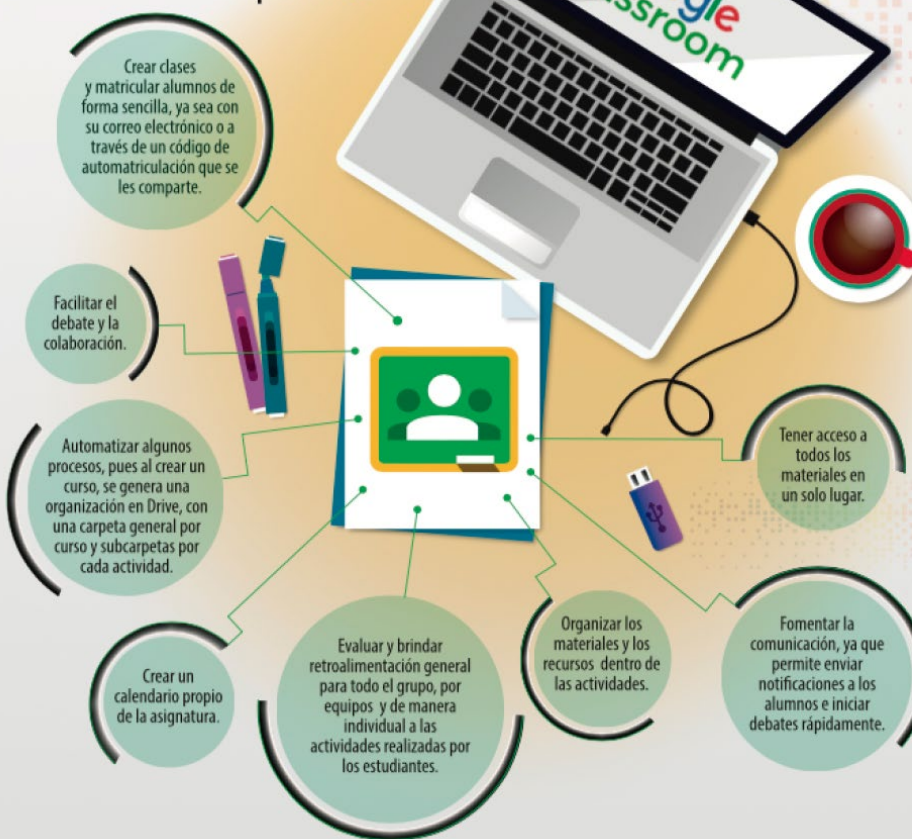 gle
ssroom
Crear clases
y matricular alumnos de
forma sencilla, ya sea con
su correo electrónico o a
través de un código de
automatriculación que se
les comparte.
Facilitar el
debate y la
colaboración.
Automatizar algunos
procesos, pues al crear un
curso, se genera una
organización en Drive, con
una carpeta general por
curso y subcarpetas por
cada actividad.
Crear un
calendario propio
de la asignatura.
Evaluar y brindar
retroalimentación general
para todo el grupo, por
equipos y de manera
individual a las
actividades realizadas por
los estudiantes.
Organizar los
materiales y los
recursos dentro de
las actividades.
Fomentar la
comunicación, ya que
permite enviar
notificaciones a los
alumnos e iniciar
debates rápidamente.
Tener acceso a
todos los
materiales en
un solo lugar.